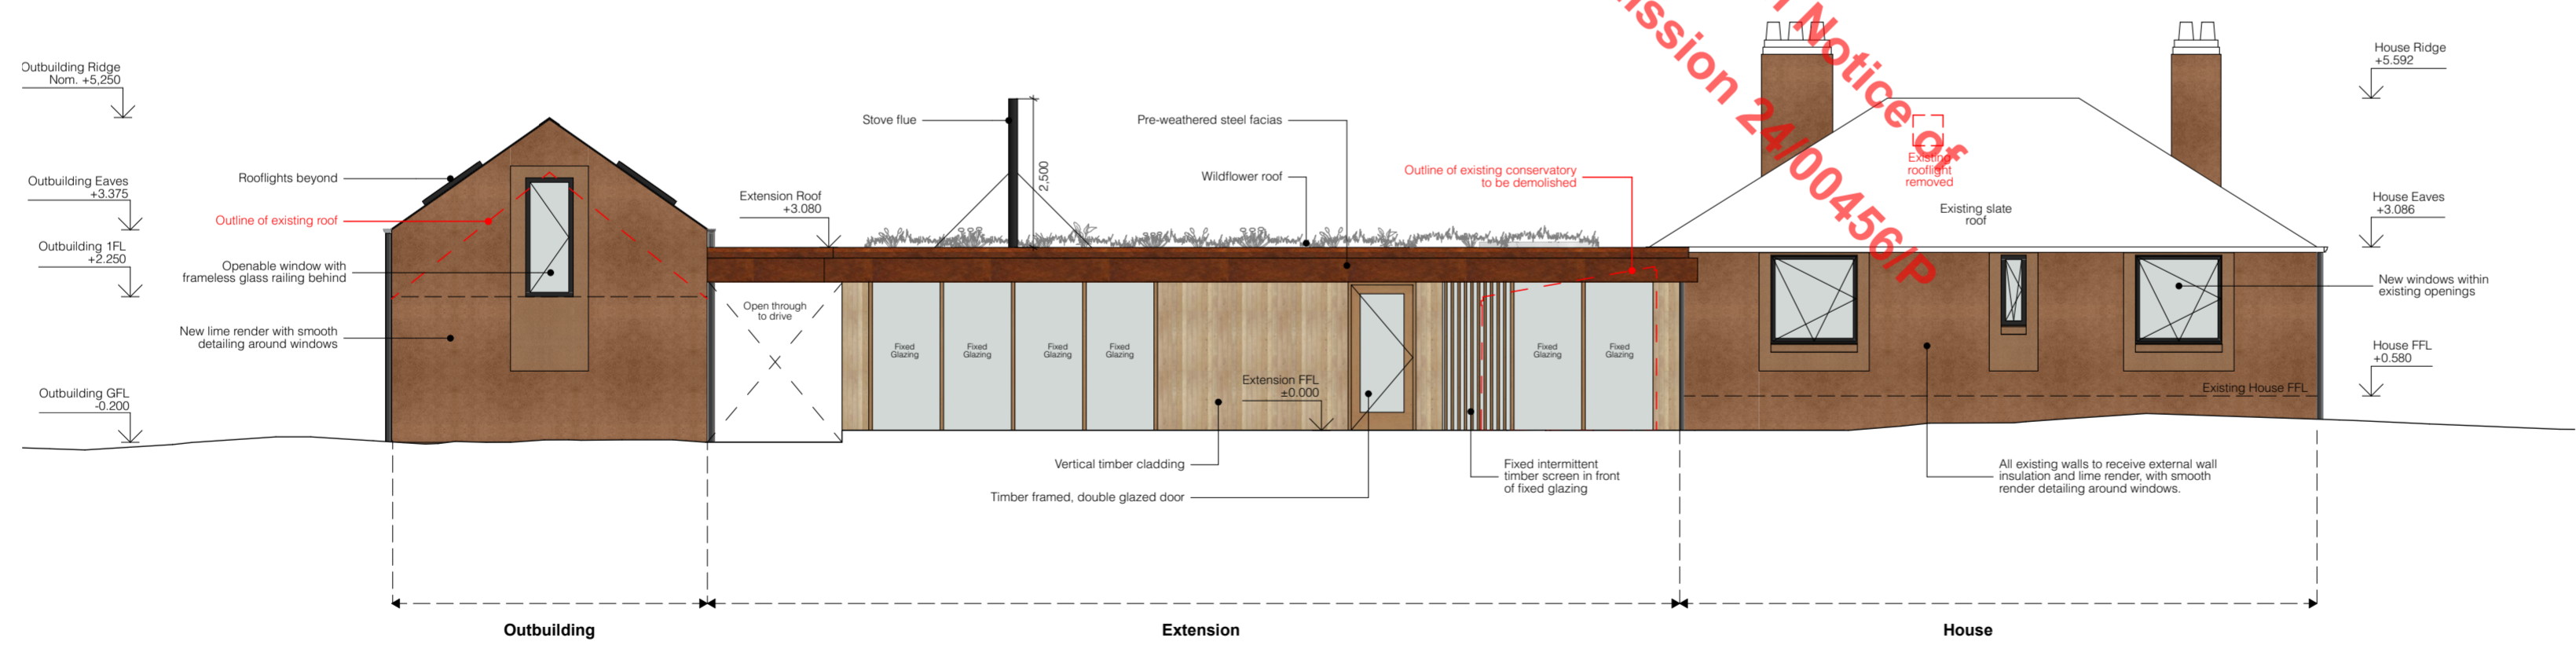 Outbuilding Ridge
Nom. +5,250
Outbuilding Eaves
+3.375
Outbuilding 1FL
+2.250
Outbuilding GFL
-0.200
Rooflights beyond
Outline of existing roof
Openable window with
frameless glass railing behind
New lime render with smooth
detailing around windows
Extension Roof
+3.080
Open through
to drive
Stove flue
2,500
Pre-weathered steel facias
Wildflower roof
Outline of existing conservatory
to be demolished
Fixed
Glazing
Fixed
Glazing
Fixed
Glazing
Fixed
Glazing
Extension FFL
±0.000
Fixed
Glazing
Fixed
Glazing
Vertical timber cladding
Timber framed, double glazed door
Fixed intermittent
timber screen in front
of fixed glazing
Notice of
ssion 24/00456/P
Existing
rooflight
removed
Existing slate
roof
House Ridge
+5.592
House Eaves
+3.086
New windows within
existing openings
House FFL
+0.580
Existing House FFL
All existing walls to receive external wall
insulation and lime render, with smooth
render detailing around windows.
Outbuilding
Extension
House